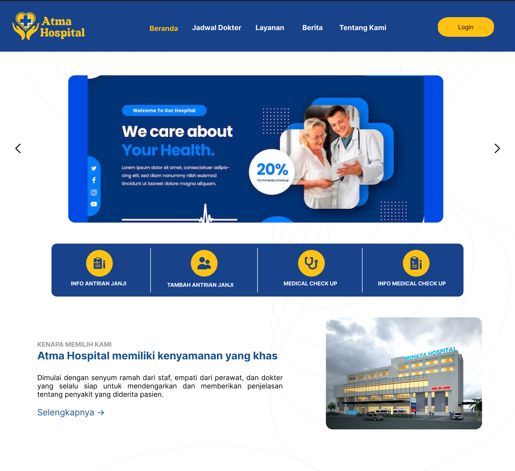 Atma
Hospital
Beranda
Jadwal Dokter
Layanan
Berita
Tentang Kami
Login
Welcome To Our Hospital
We care about
Your Health.
Lorem ipsum dolor sit amet, consectetuer adipis-
cing elit, sed diam nonummy nibh euismod
tincidunt ut laoreet dolore magna aliquam.
20%
INFO ANTRIAN JANJI
TAMBAH ANTRIAN JANJI
MEDICAL CHECK UP
INFO MEDICAL CHECK UP
KENAPA MEMILIH KAMI
Atma Hospital memiliki kenyamanan yang khas
Dimulai dengan senyum ramah dari staf, empati dari perawat, dan dokter
yang selalu siap untuk mendengarkan dan memberikan penjelasan
tentang penyakit yang diderita pasien.
Selengkapnya →
HOSPITAL